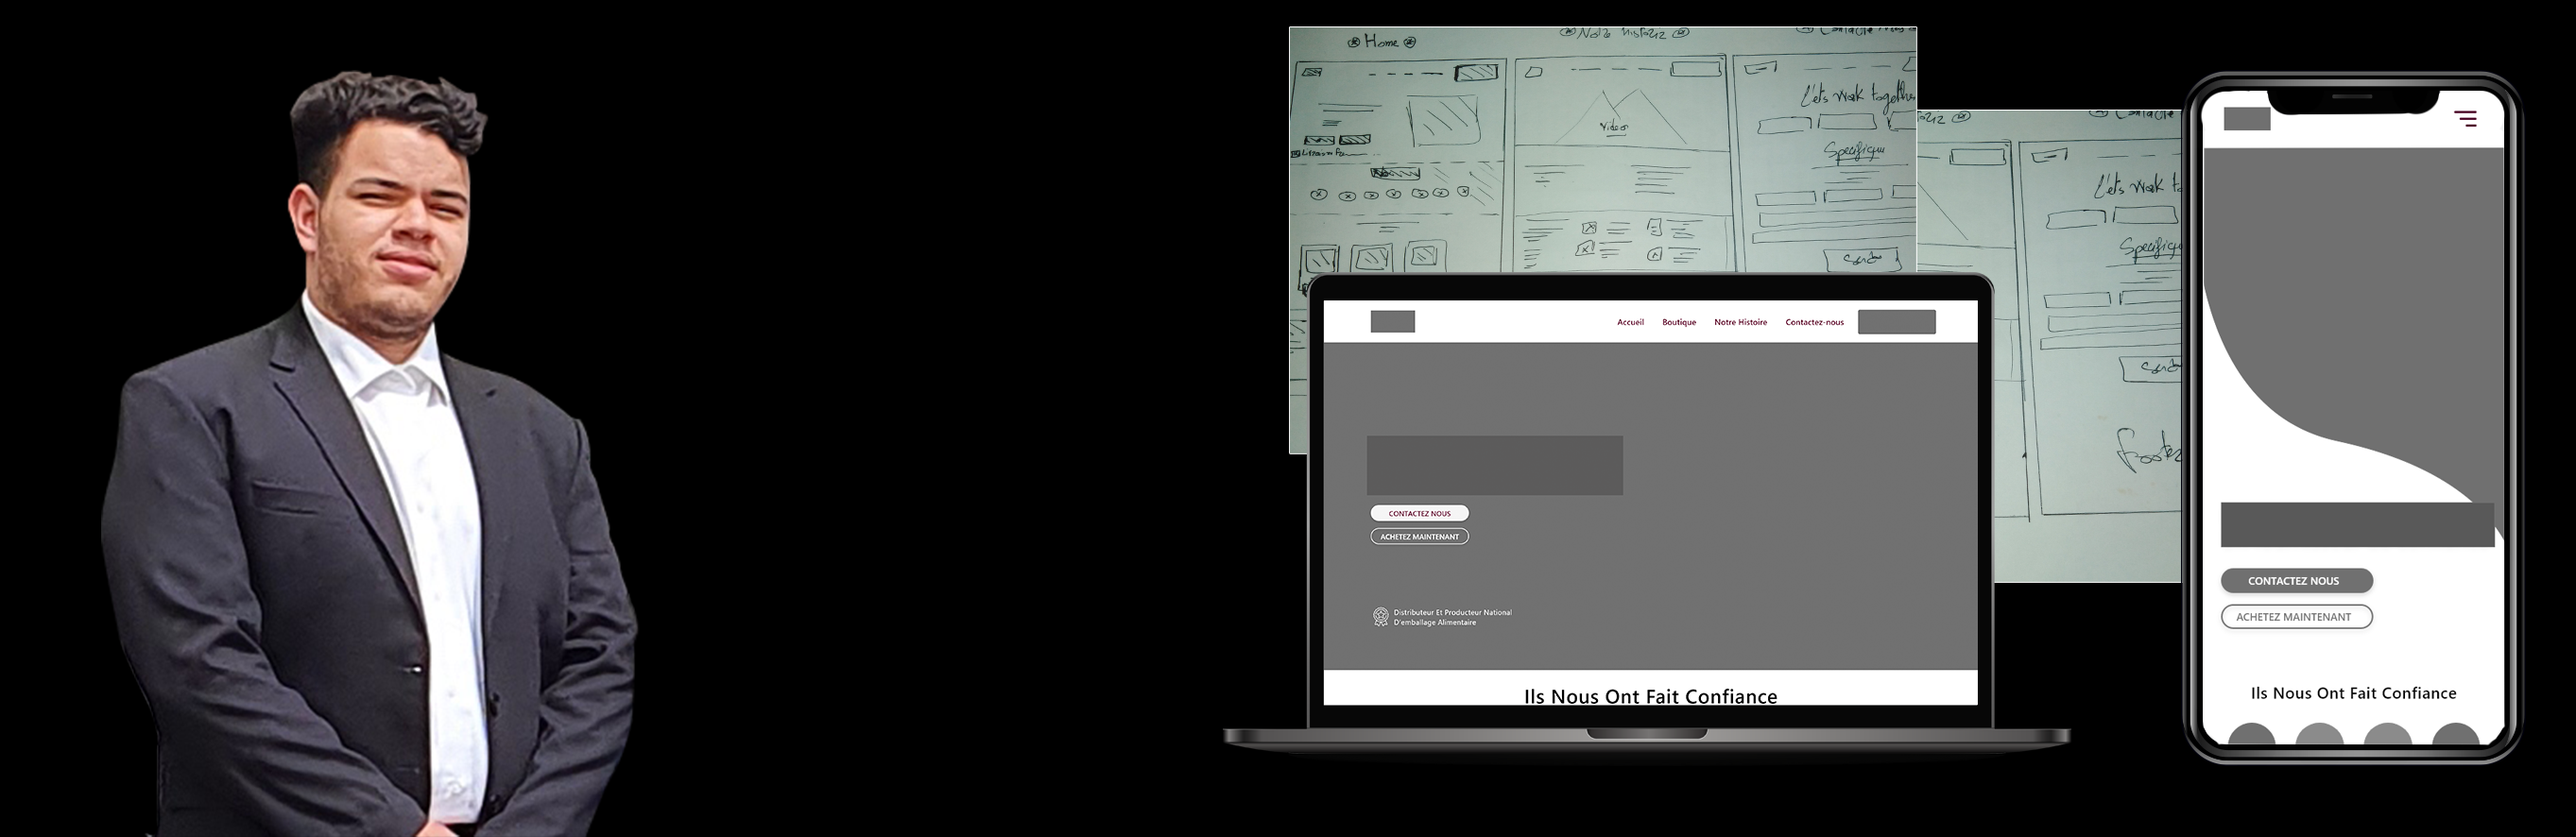 Home
Notre histoire
Let's work together
Video
Specifique
Send
Let's work to
Specifiqu
Send
Footer
Accueil Boutique Notre Histoire Contactez-nous
CONTACTEZ NOUS
ACHETEZ MAINTENANT
Distributeur Et Producteur National
D'emballage Alimentaire
Ils Nous Ont Fait Confiance
CONTACTEZ NOUS
ACHETEZ MAINTENANT
Ils Nous Ont Fait Confiance